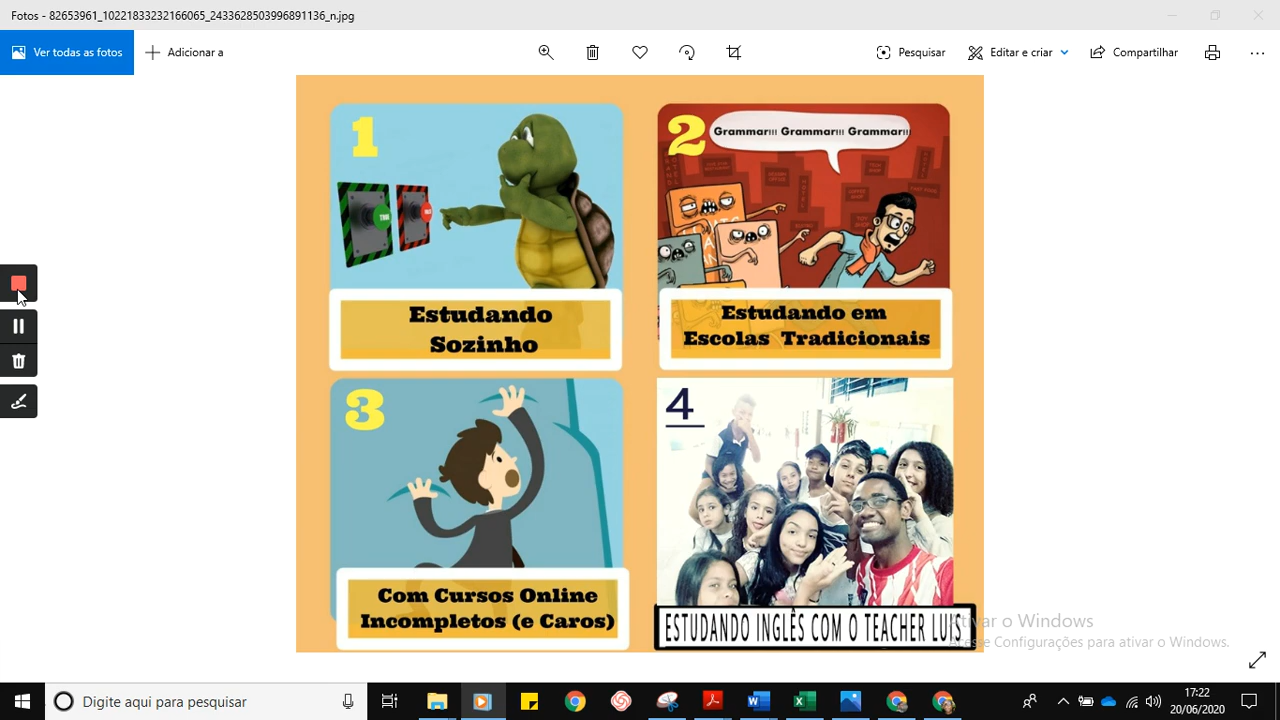 Fotos - 82653961_10221833232166065_2433628503996891136_n.jpg
Ver todas as fotos
Adicionar a
Pesquisar
Editar e criar
Compartilhar
1
Estudando
Sozinho
2
Grammar!!! Grammar!!! Grammar!!!
Estudando em
Escolas Tradicionais
3
Com Cursos Online
Incompletos (e Caros)
4
ESTUDANDO INGLÊS COM O TEACHER LUIS
o Windows
Configurações para ativar o Windows.
Digite aqui para pesquisar
17:22
20/06/2020